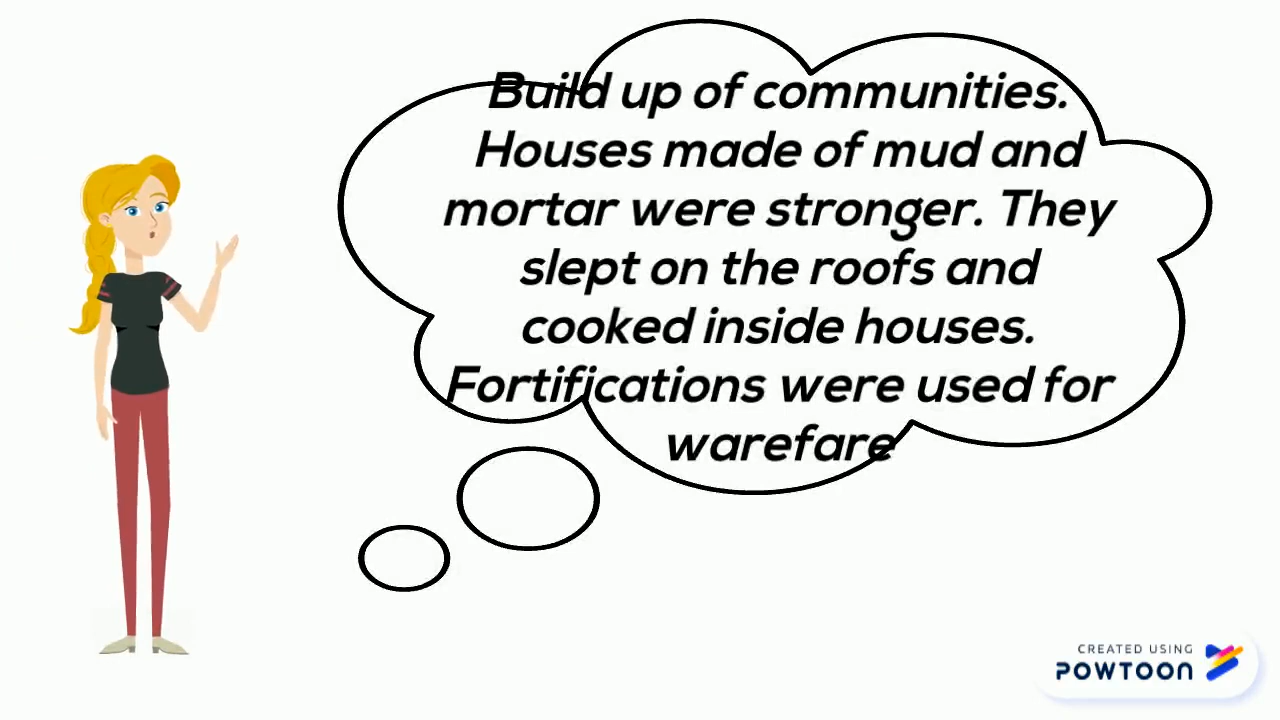 Build up of communities.
Houses made of mud and
mortar were stronger. They
slept on the roofs and
cooked inside houses.
Fortifications were used for
warefare
CREATED USING
POWTOON